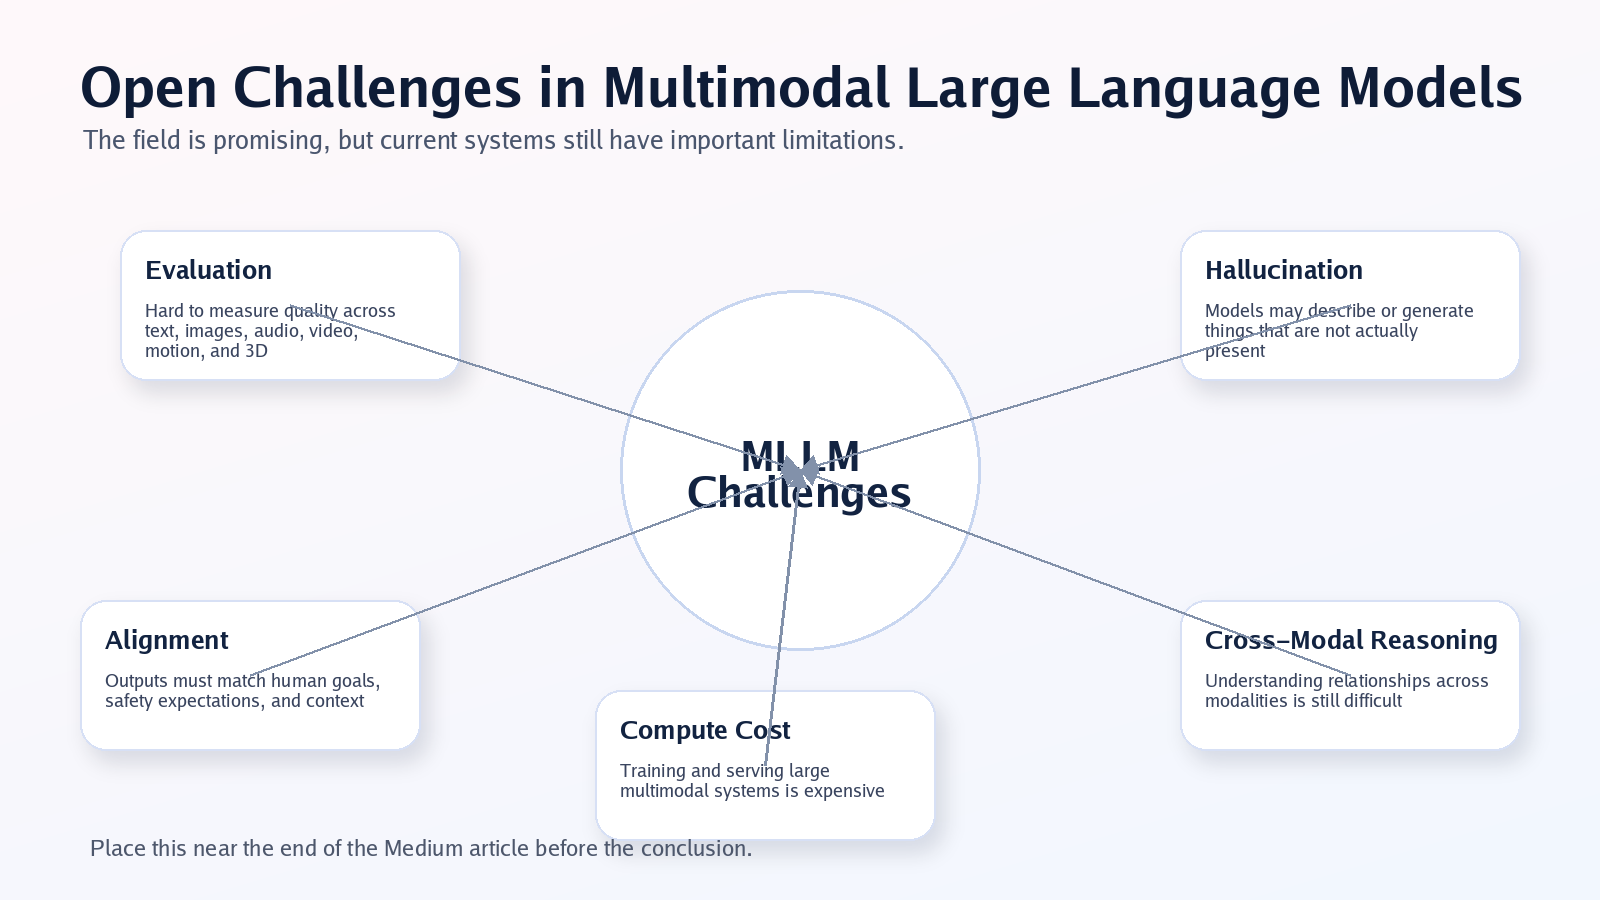 Open Challenges in Multimodal Large Language Models
The field is promising, but current systems still have important limitations.
Evaluation
Hard to measure quality across
text, images, audio, video,
motion, and 3D
Hallucination
Models may describe or generate
things that are not actually
present
MLLM
Challenges
Alignment
Outputs must match human goals,
safety expectations, and context
Cross–Modal Reasoning
Understanding relationships across
modalities is still difficult
Compute Cost
Training and serving large
multimodal systems is expensive
Place this near the end of the Medium article before the conclusion.